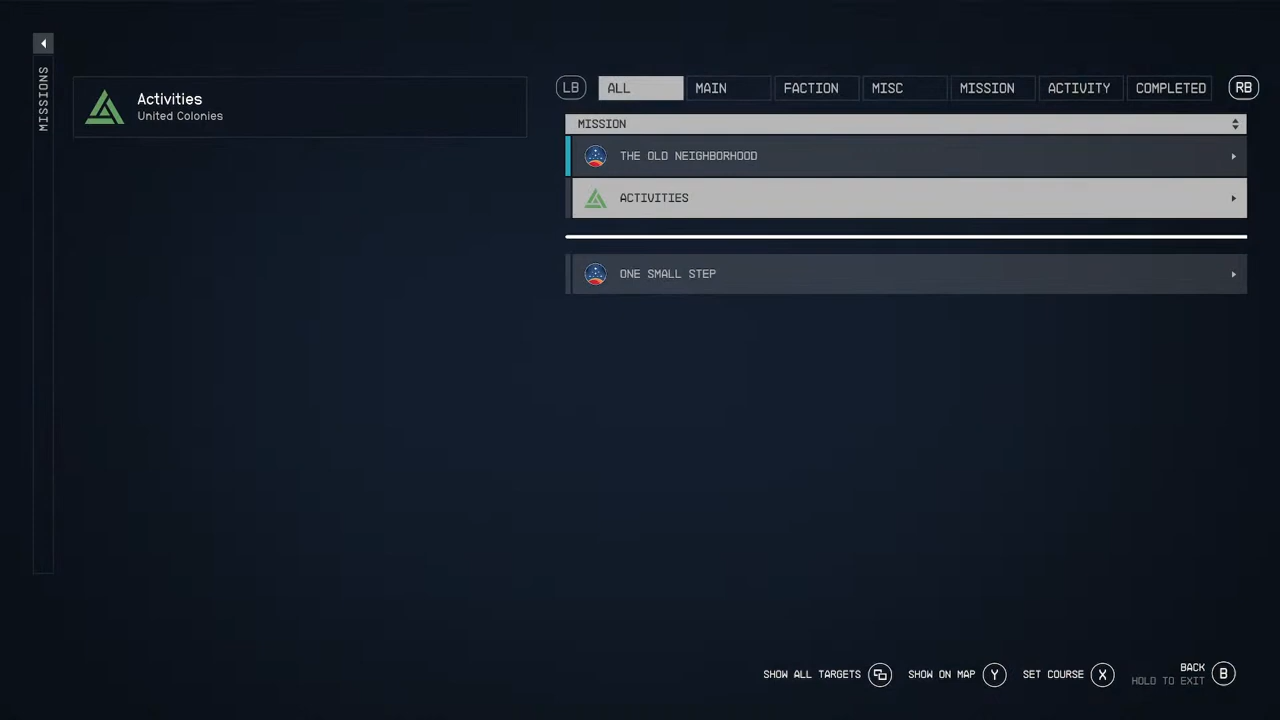 MISSIONS
Activities
United Colonies
LB
ALL
MAIN
FACTION
MISC
MISSION
ACTIVITY
COMPLETED
RB
MISSION
THE OLD NEIGHBORHOOD
ACTIVITIES
ONE SMALL STEP
SHOW ALL TARGETS
SHOW ON MAP Y
SET COURSE X
BACK B
HOLD TO EXIT